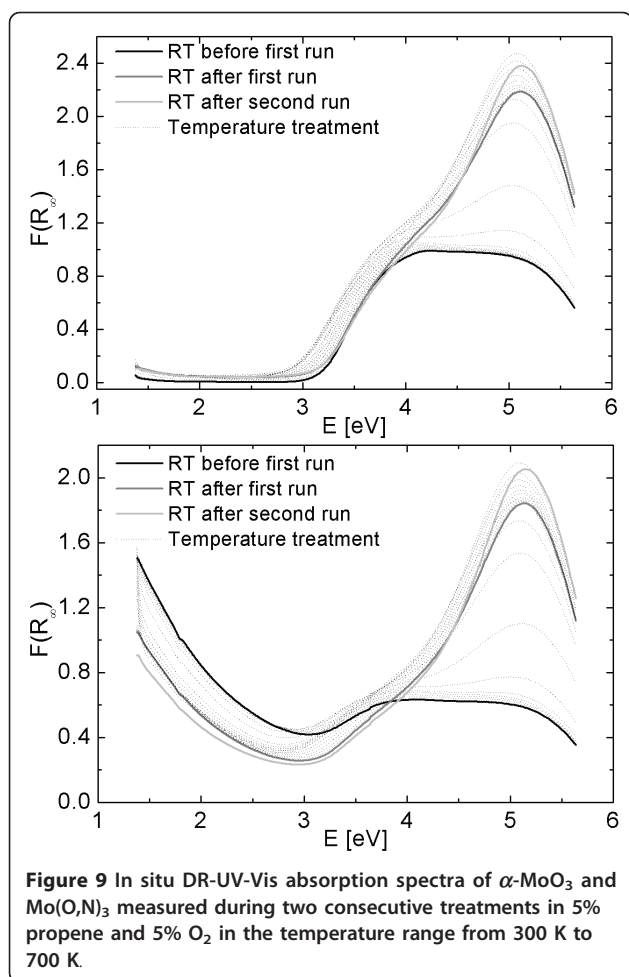 2.4
2.0
1.6
1.2
0.8
0.4
0.0
F(R∞)
RT before first run
RT after first run
RT after second run
Temperature treatment
1 2 3 4 5 6
E [eV]
2.0
1.6
1.2
0.8
0.4
0.0
F(R∞)
RT before first run
RT after first run
RT after second run
Temperature treatment
1 2 3 4 5 6
E [eV]
Figure 9 In situ DR-UV-Vis absorption spectra of α-MoO₃ and
Mo(O,N)₃ measured during two consecutive treatments in 5%
propene and 5% O₂ in the temperature range from 300 K to
700 K.